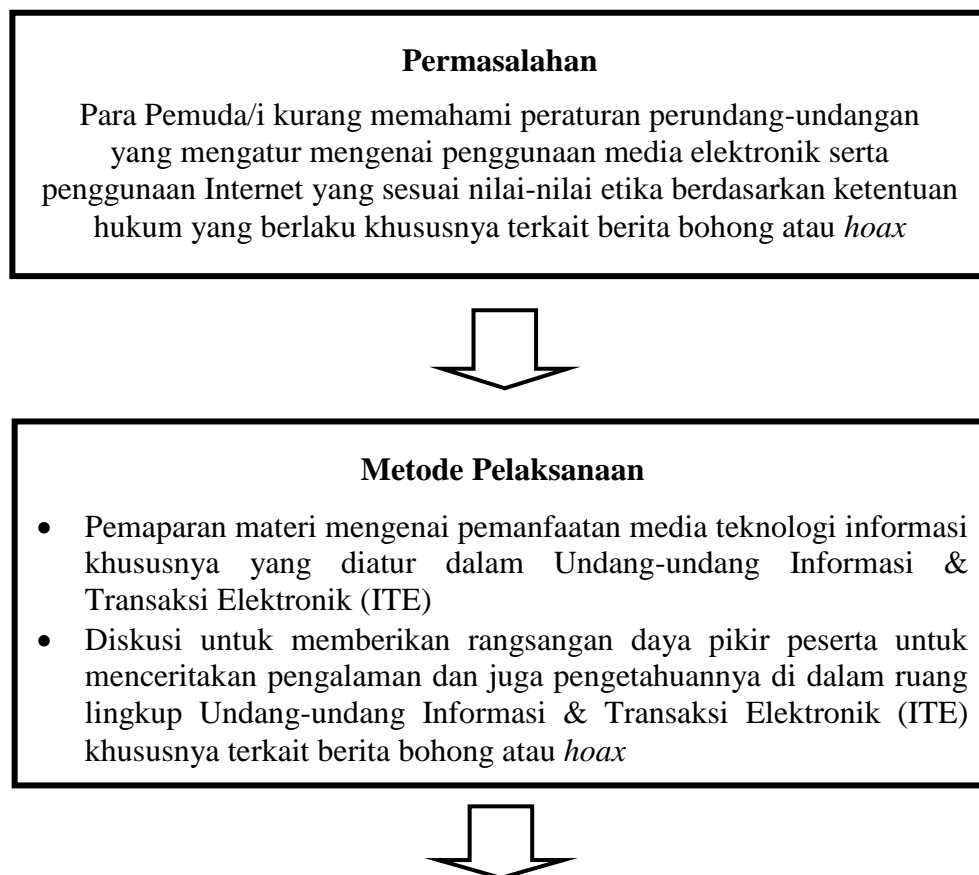 Permasalahan
Para Pemuda/i kurang memahami peraturan perundang-undangan
yang mengatur mengenai penggunaan media elektronik serta
penggunaan Internet yang sesuai nilai-nilai etika berdasarkan ketentuan
hukum yang berlaku khususnya terkait berita bohong atau hoax
Metode Pelaksanaan
• Pemaparan materi mengenai pemanfaatan media teknologi informasi
khususnya yang diatur dalam Undang-undang Informasi &
Transaksi Elektronik (ITE)
• Diskusi untuk memberikan rangsangan daya pikir peserta untuk
menceritakan pengalaman dan juga pengetahuannya di dalam ruang
lingkup Undang-undang Informasi & Transaksi Elektronik (ITE)
khususnya terkait berita bohong atau hoax